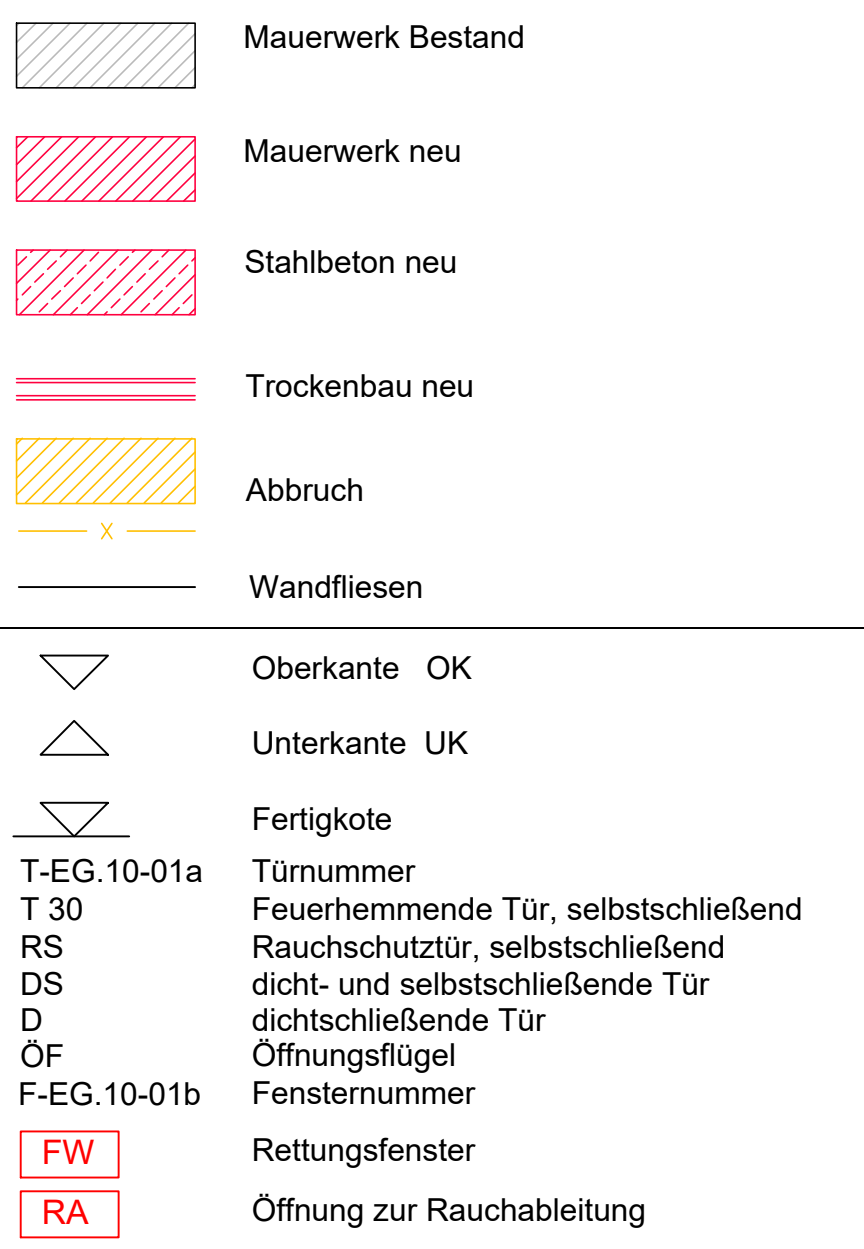 Mauerwerk Bestand
Mauerwerk neu
Stahlbeton neu
Trockenbau neu
Abbruch
X
Wandfliesen
Oberkante OK
Unterkante UK
Fertigkote
T-EG.10-01a Türnummer
T 30 Feuerhemmende Tür, selbstschließend
RS Rauchschutztür, selbstschließend
DS dicht- und selbstschließende Tür
D dichtschließende Tür
ÖF Öffnungsflügel
F-EG.10-01b Fensternummer
FW Rettungsfenster
RA Öffnung zur Rauchableitung